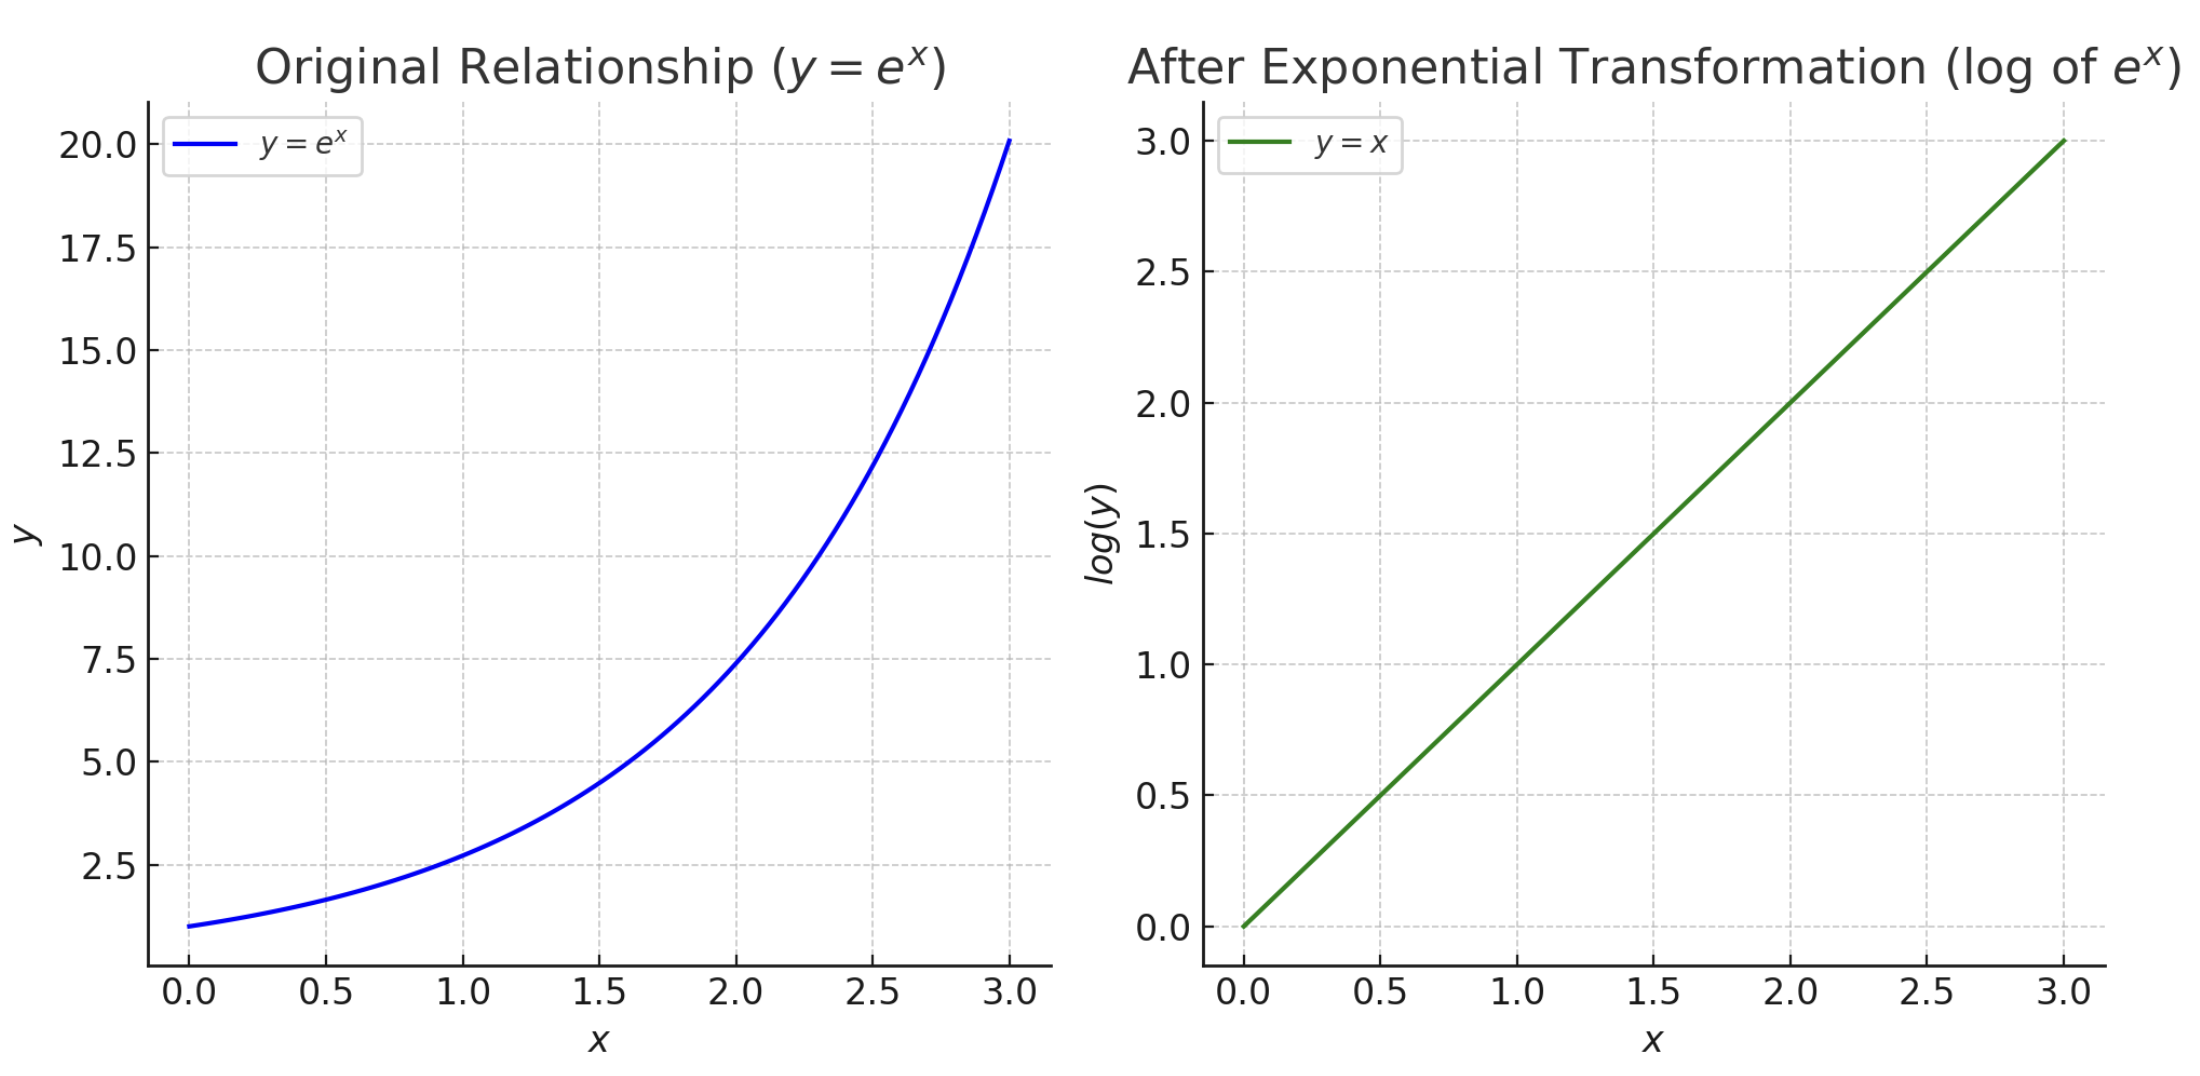 Original Relationship (y = eˣ)
y = eˣ
20.0
17.5
15.0
12.5
10.0
7.5
5.0
2.5
y
0.0 0.5 1.0 1.5 2.0 2.5 3.0
x
After Exponential Transformation (log of eˣ)
y = x
3.0
2.5
2.0
1.5
1.0
0.5
0.0
log(y)
0.0 0.5 1.0 1.5 2.0 2.5 3.0
x